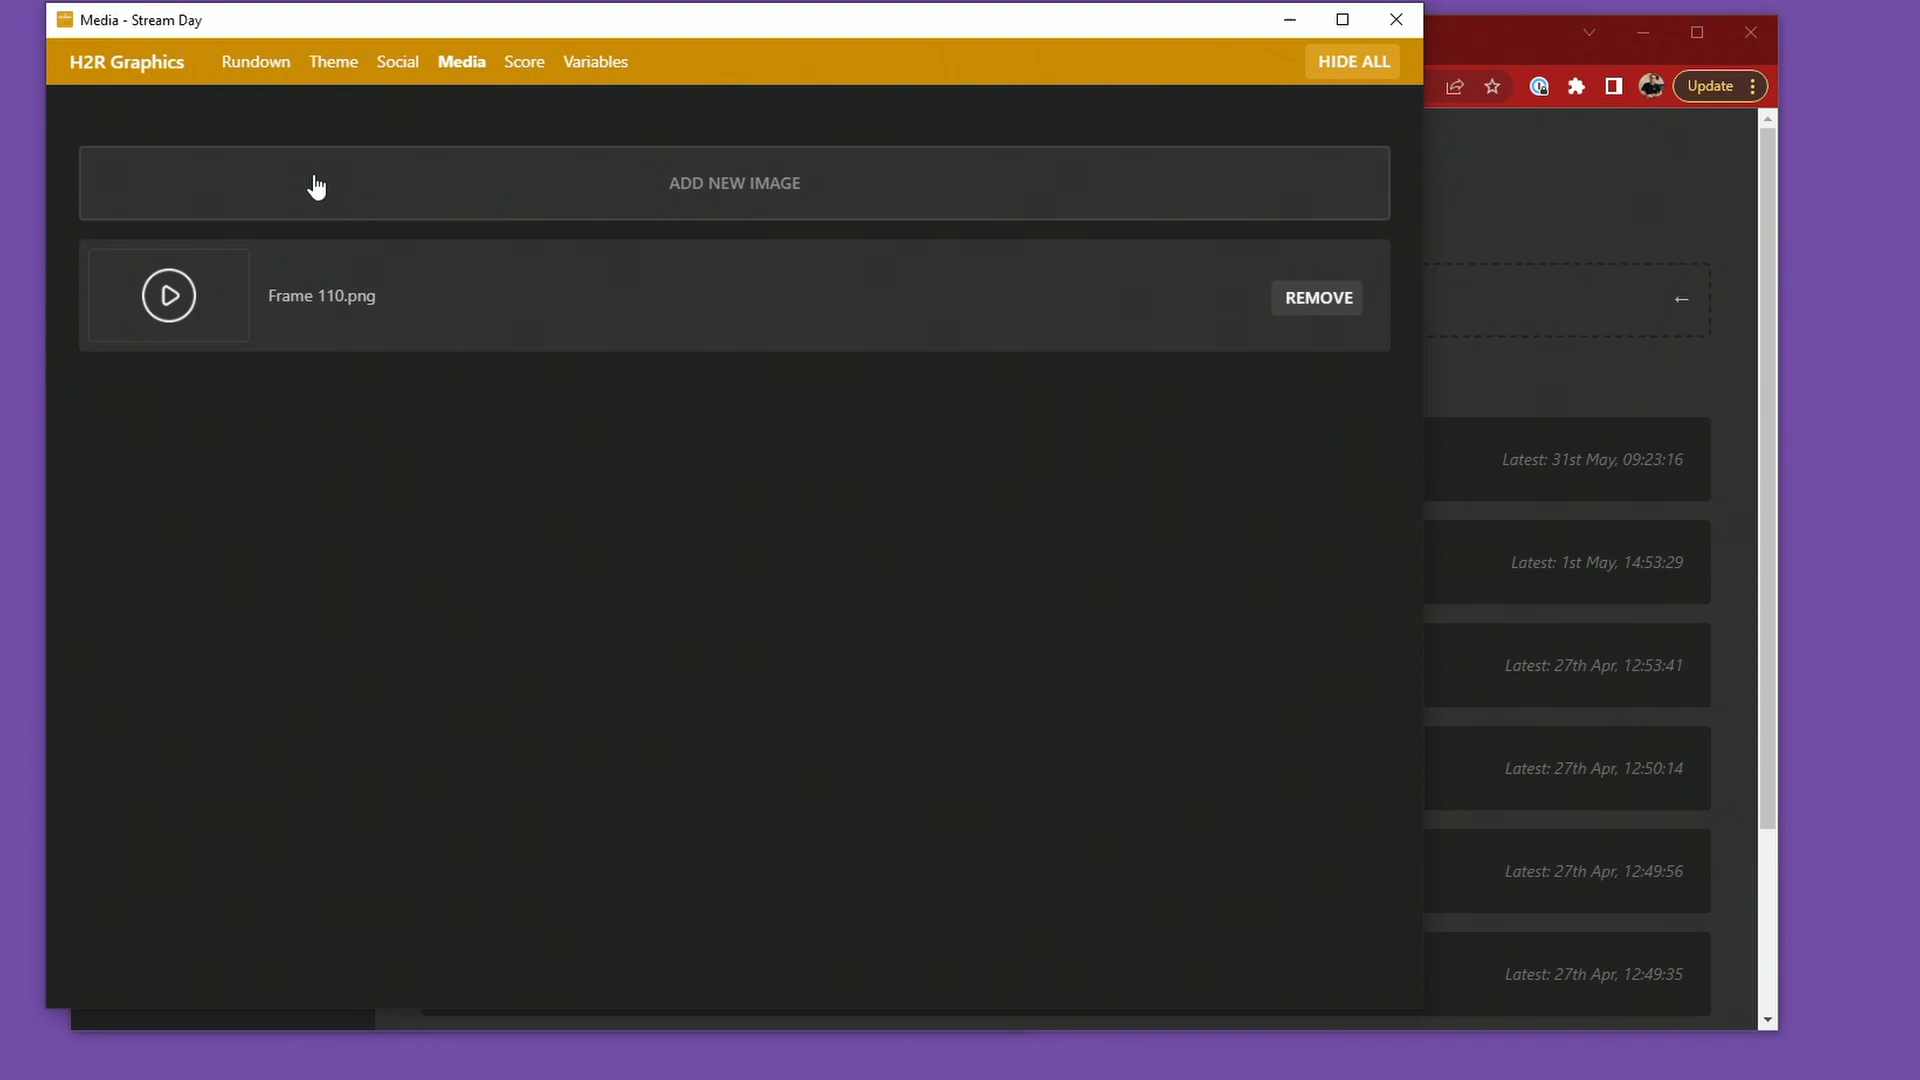 Media - Stream Day
H2R Graphics Rundown Theme Social Media Score Variables HIDE ALL
Update
ADD NEW IMAGE
Frame 110.png REMOVE
←
Latest: 31st May, 09:23:16
Latest: 1st May, 14:53:29
Latest: 27th Apr, 12:53:41
Latest: 27th Apr, 12:50:14
Latest: 27th Apr, 12:49:56
Latest: 27th Apr, 12:49:35